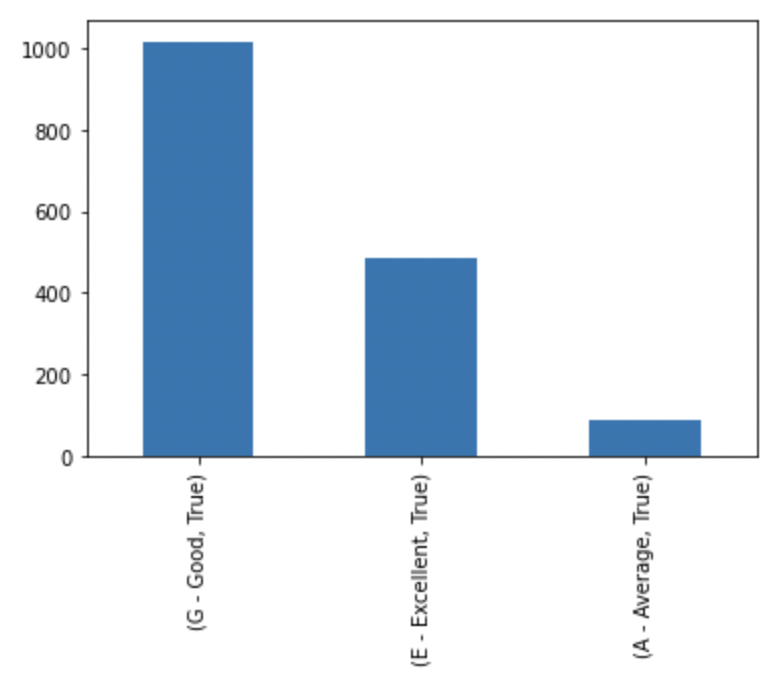 1000
800
600
400
200
0
(G - Good, True)
(E - Excellent, True)
(A - Average, True)